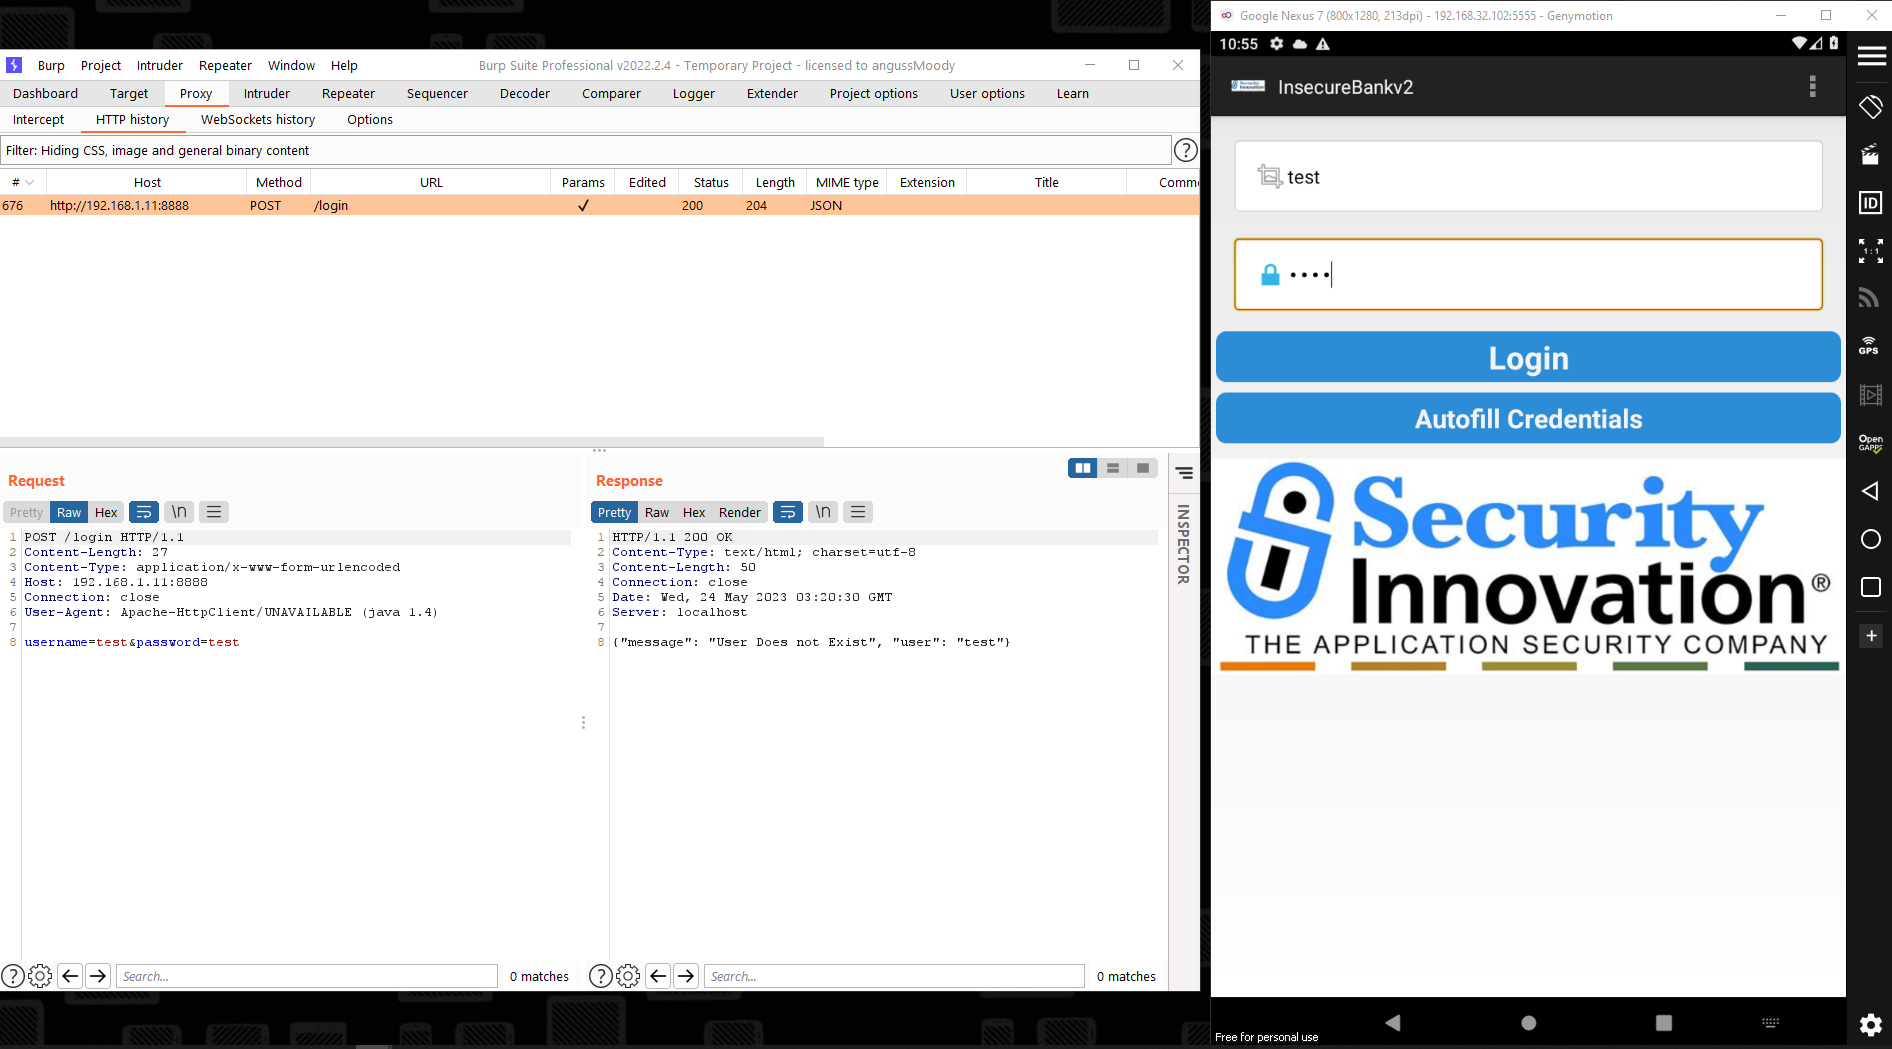 Burp Project Intruder Repeater Window Help
Burp Suite Professional v2022.2.4 - Temporary Project - licensed to angussMoody
Dashboard Target Proxy Intruder Repeater Sequencer Decoder Comparer Logger Extender Project options User options Learn
Intercept HTTP history WebSockets history Options
Filter: Hiding CSS, image and general binary content
?
# Host Method URL Params Edited Status Length MIME type Extension Title Comme
676 http://192.168.1.11:8888 POST /login ✓ 200 204 JSON
Request
Pretty Raw Hex \n
1 POST /login HTTP/1.1
2 Content-Length: 27
3 Content-Type: application/x-www-form-urlencoded
4 Host: 192.168.1.11:8888
5 Connection: close
6 User-Agent: Apache-HttpClient/UNAVAILABLE (java 1.4)
7
8 username=test&password=test
? Search... 0 matches
Response
Pretty Raw Hex Render \n
1 HTTP/1.1 200 OK
2 Content-Type: text/html; charset=utf-8
3 Content-Length: 50
4 Connection: close
5 Date: Wed, 24 May 2023 03:20:30 GMT
6 Server: localhost
7
8 {"message": "User Does not Exist", "user": "test"}
? Search... 0 matches
INSPECTOR
Google Nexus 7 (800x1280, 213dpi) - 192.168.32.102:5555 - Genymotion
10:55
Security Innovation
InsecureBankv2
test
••••
Login
Autofill Credentials
Security
Innovation®
THE APPLICATION SECURITY COMPANY
Free for personal use
ID
1:1
GPS
Open
GAPPS